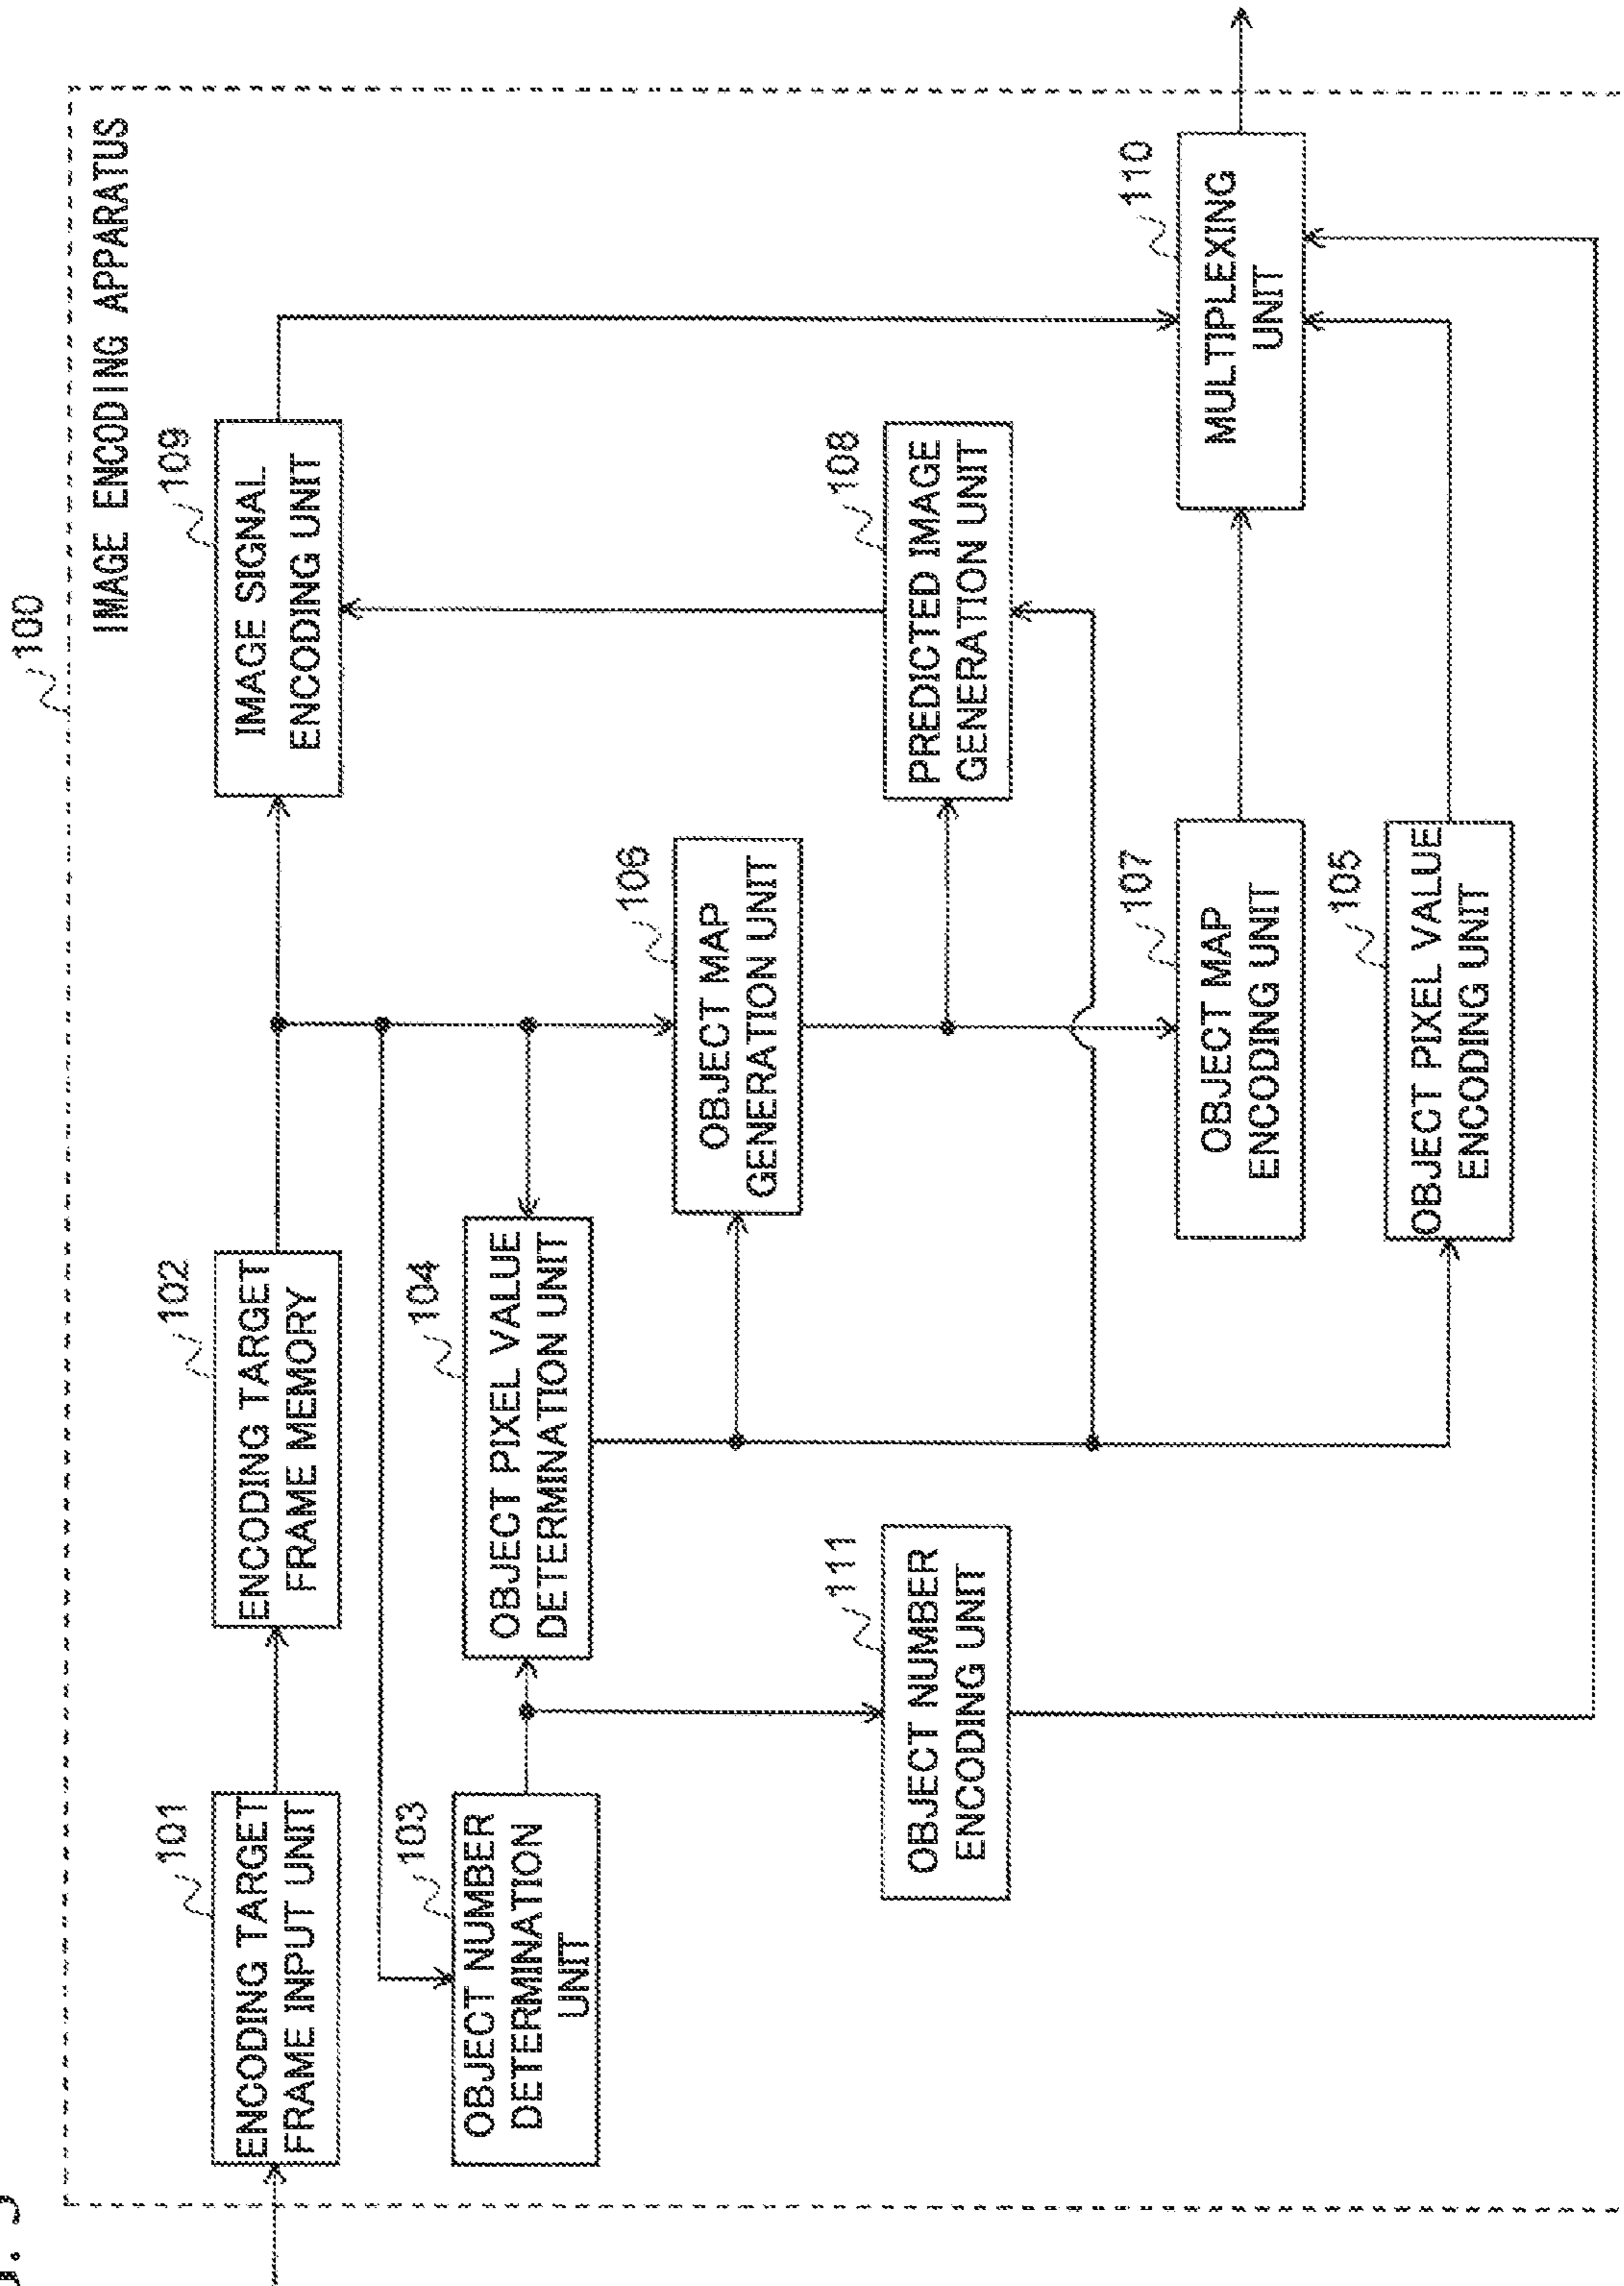 100
IMAGE ENCODING APPARATUS
101
ENCODING TARGET
FRAME INPUT UNIT
102
ENCODING TARGET
FRAME MEMORY
109
IMAGE SIGNAL
ENCODING UNIT
103
OBJECT NUMBER
DETERMINATION
UNIT
104
OBJECT PIXEL VALUE
DETERMINATION UNIT
106
OBJECT MAP
GENERATION UNIT
108
PREDICTED IMAGE
GENERATION UNIT
111
OBJECT NUMBER
ENCODING UNIT
107
OBJECT MAP
ENCODING UNIT
110
MULTIPLEXING
UNIT
105
OBJECT PIXEL VALUE
ENCODING UNIT